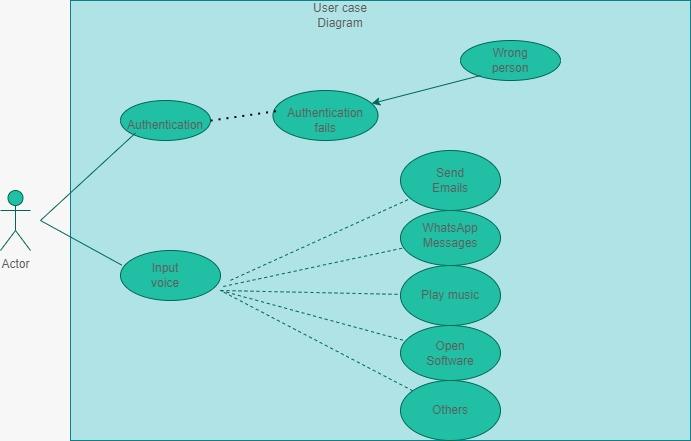 User case
Diagram
Wrong
person
Authentication
Authentication
fails
Send
Emails
WhatsApp
Messages
Actor
Input
voice
Play music
Open
Software
Others